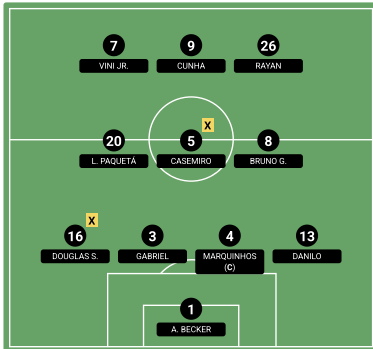 7 9 26
VINI JR. CUNHA RAYAN
X
20 5 8
L. PAQUETÁ CASEMIRO BRUNO G.
X
16 3 4 13
DOUGLAS S. GABRIEL MARQUINHOS DANILO
(C)
1
A. BECKER